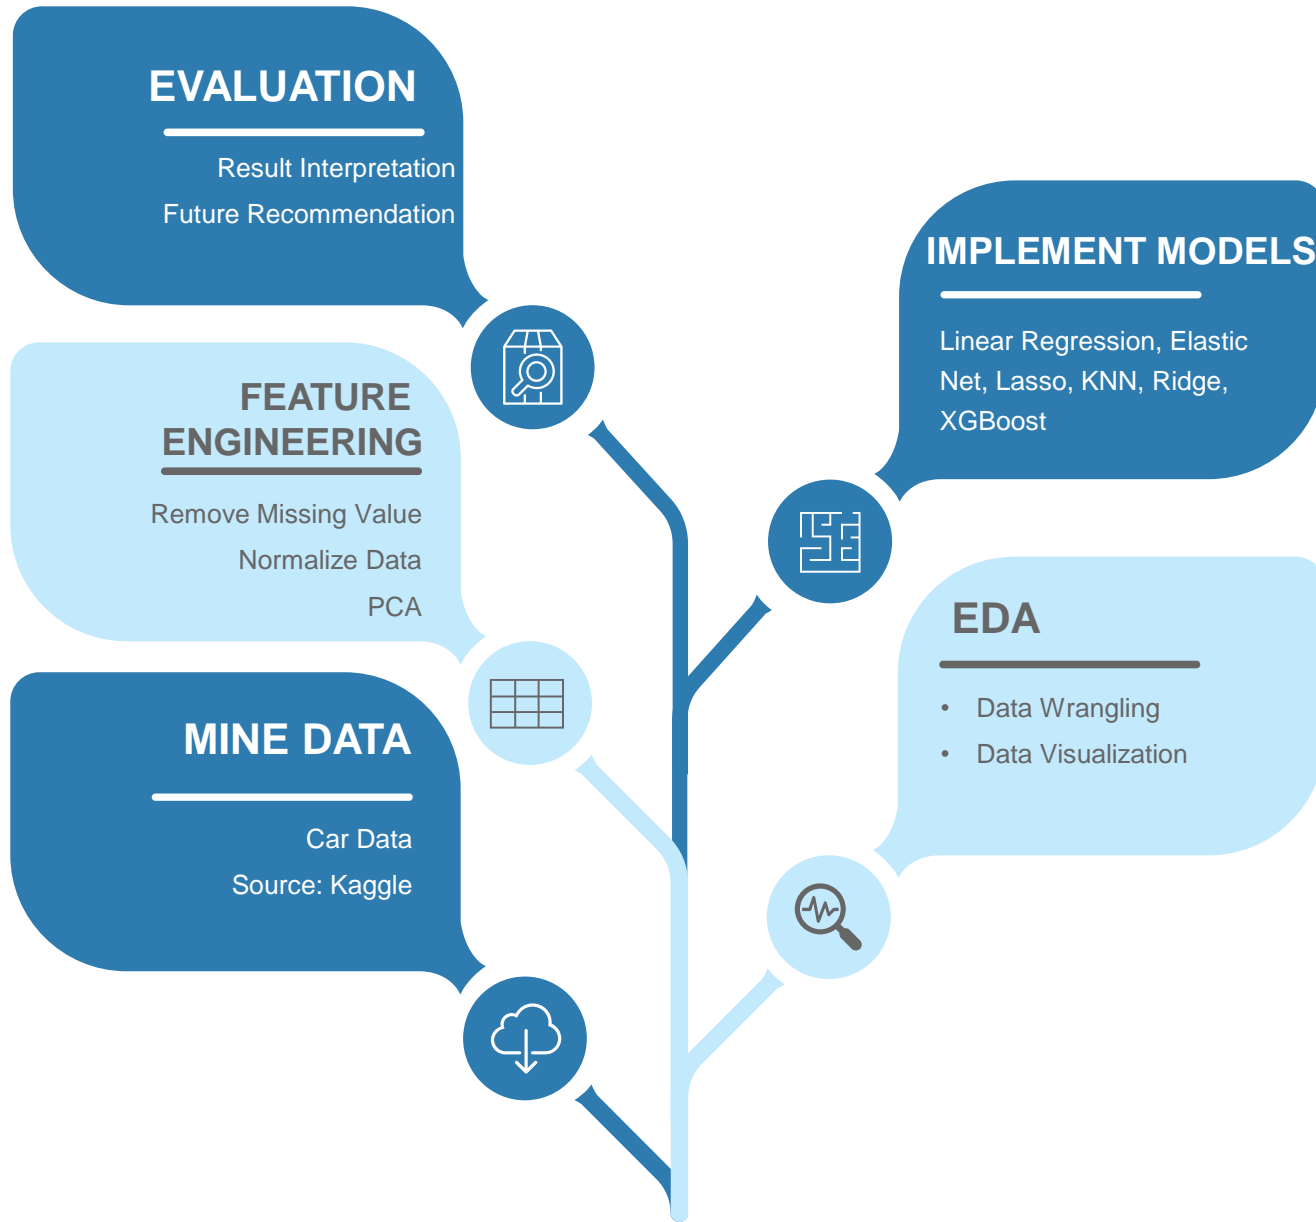 EVALUATION
Result Interpretation
Future Recommendation
IMPLEMENT MODELS
Linear Regression, Elastic
Net, Lasso, KNN, Ridge,
XGBoost
FEATURE
ENGINEERING
Remove Missing Value
Normalize Data
PCA
EDA
• Data Wrangling
• Data Visualization
MINE DATA
Car Data
Source: Kaggle